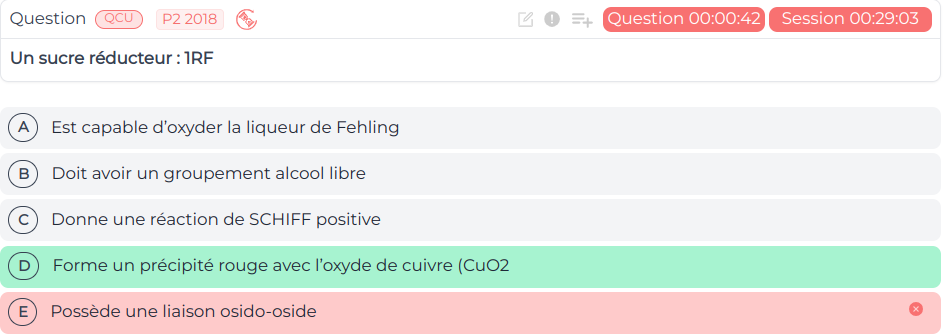 Question QCU P2 2018 Question 00:00:42 Session 00:29:03
Un sucre réducteur : 1RF
A Est capable d’oxyder la liqueur de Fehling
B Doit avoir un groupement alcool libre
C Donne une réaction de SCHIFF positive
D Forme un précipité rouge avec l’oxyde de cuivre (CuO2
E Possède une liaison osido-oside